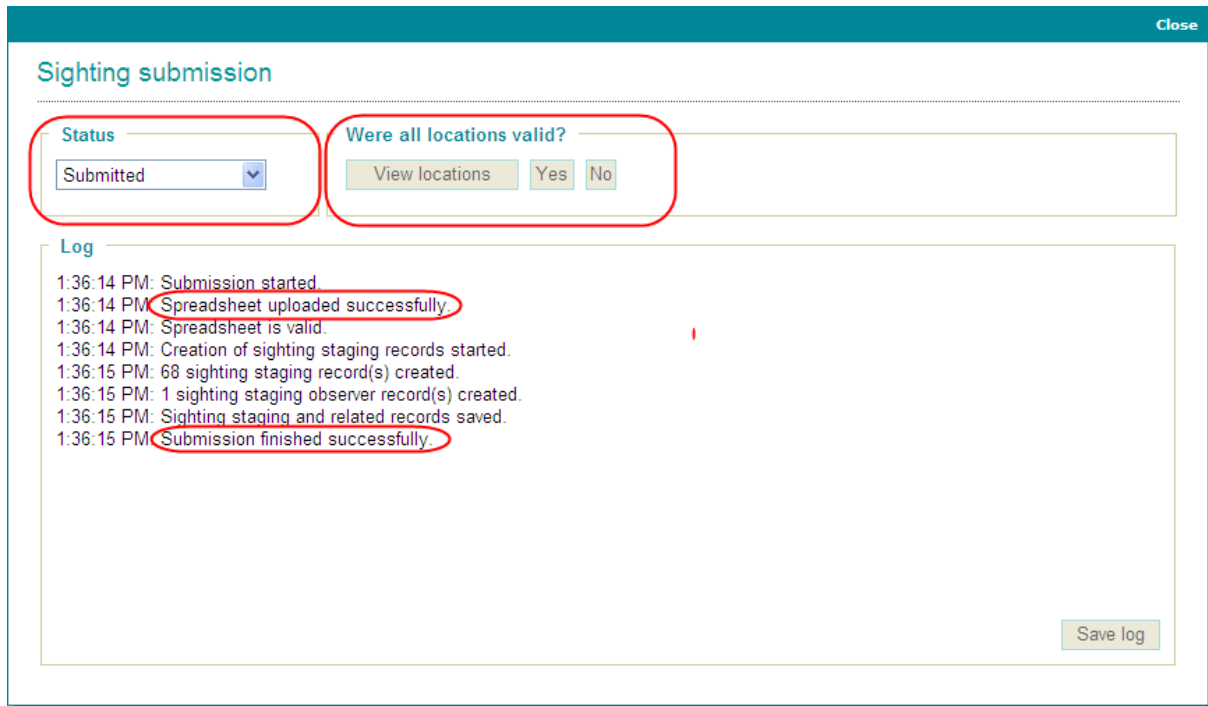 Close
Sighting submission
Status
Submitted
Were all locations valid?
View locations Yes No
Log
1:36:14 PM: Submission started.
1:36:14 PM: Spreadsheet uploaded successfully.
1:36:14 PM: Spreadsheet is valid.
1:36:14 PM: Creation of sighting staging records started.
1:36:15 PM: 68 sighting staging record(s) created.
1:36:15 PM: 1 sighting staging observer record(s) created.
1:36:15 PM: Sighting staging and related records saved.
1:36:15 PM: Submission finished successfully.
Save log